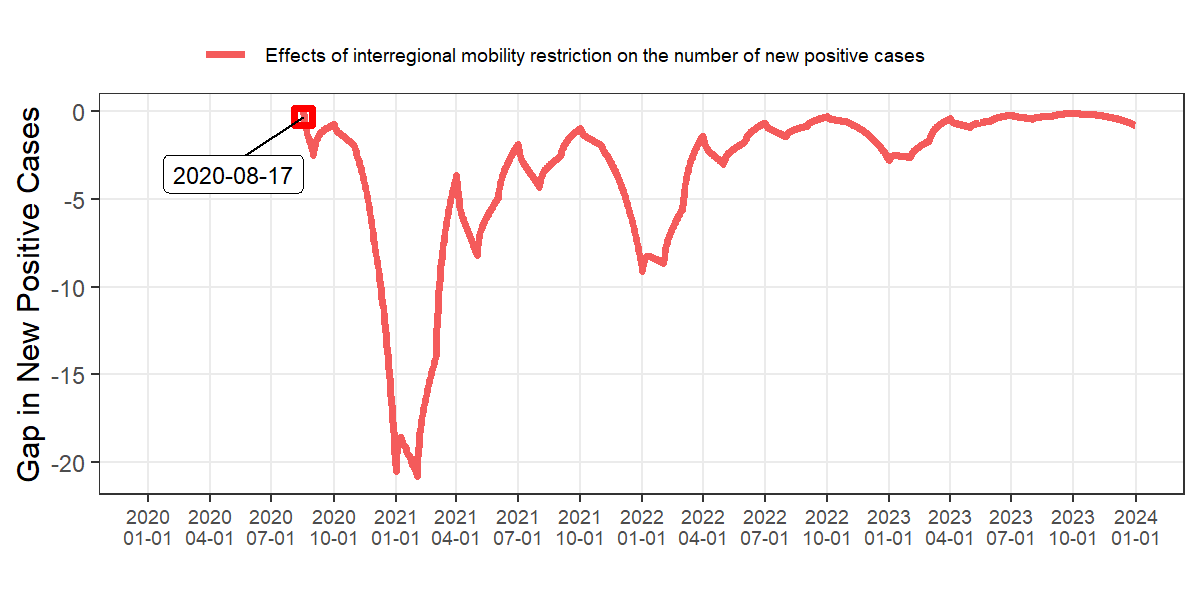 Effects of interregional mobility restriction on the number of new positive cases
Gap in New Positive Cases
0
-5
-10
-15
-20
2020-08-17
2020 2020 2020 2020 2021 2021 2021 2021 2022 2022 2022 2022 2023 2023 2023 2023 2024
01-01 04-01 07-01 10-01 01-01 04-01 07-01 10-01 01-01 04-01 07-01 10-01 01-01 04-01 07-01 10-01 01-01